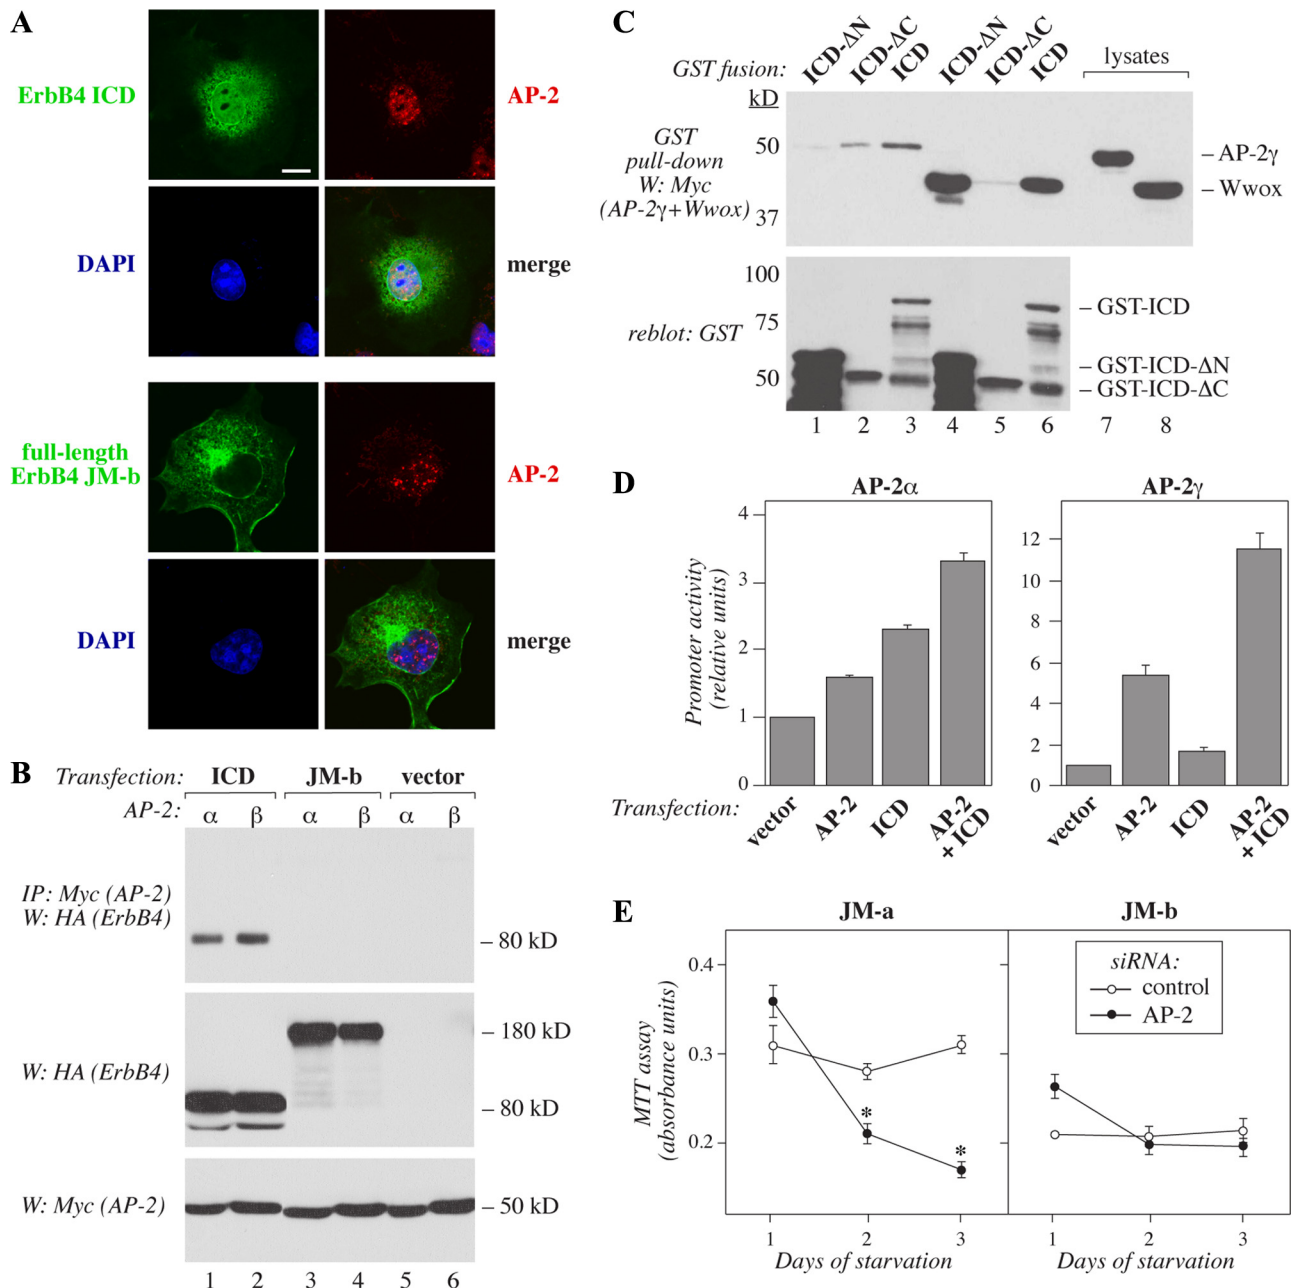 A
ErbB4 ICD
AP-2
DAPI
merge
full-length
ErbB4 JM-b
AP-2
DAPI
merge
B
Transfection: ICD JM-b vector
AP-2: α β α β α β
IP: Myc (AP-2)
W: HA (ErbB4)
– 80 kD
W: HA (ErbB4)
– 180 kD
– 80 kD
W: Myc (AP-2)
– 50 kD
1 2 3 4 5 6
C
GST fusion: ICD-ΔN ICD-ΔC ICD ICD-ΔN ICD-ΔC ICD lysates
kD
GST
pull-down
W: Myc
(AP-2γ+Wwox)
50
37
– AP-2γ
– Wwox
reblot: GST
100
75
50
– GST-ICD
– GST-ICD-ΔN
– GST-ICD-ΔC
1 2 3 4 5 6 7 8
D
AP-2α
Promoter activity
(relative units)
4
3
2
1
0
Transfection: vector AP-2 ICD AP-2 + ICD
AP-2γ
12
10
8
6
4
2
0
vector AP-2 ICD AP-2 + ICD
E
JM-a JM-b
MTT assay
(absorbance units)
0.4
0.3
0.2
*
*
siRNA:
control
AP-2
1 2 3 1 2 3
Days of starvation Days of starvation